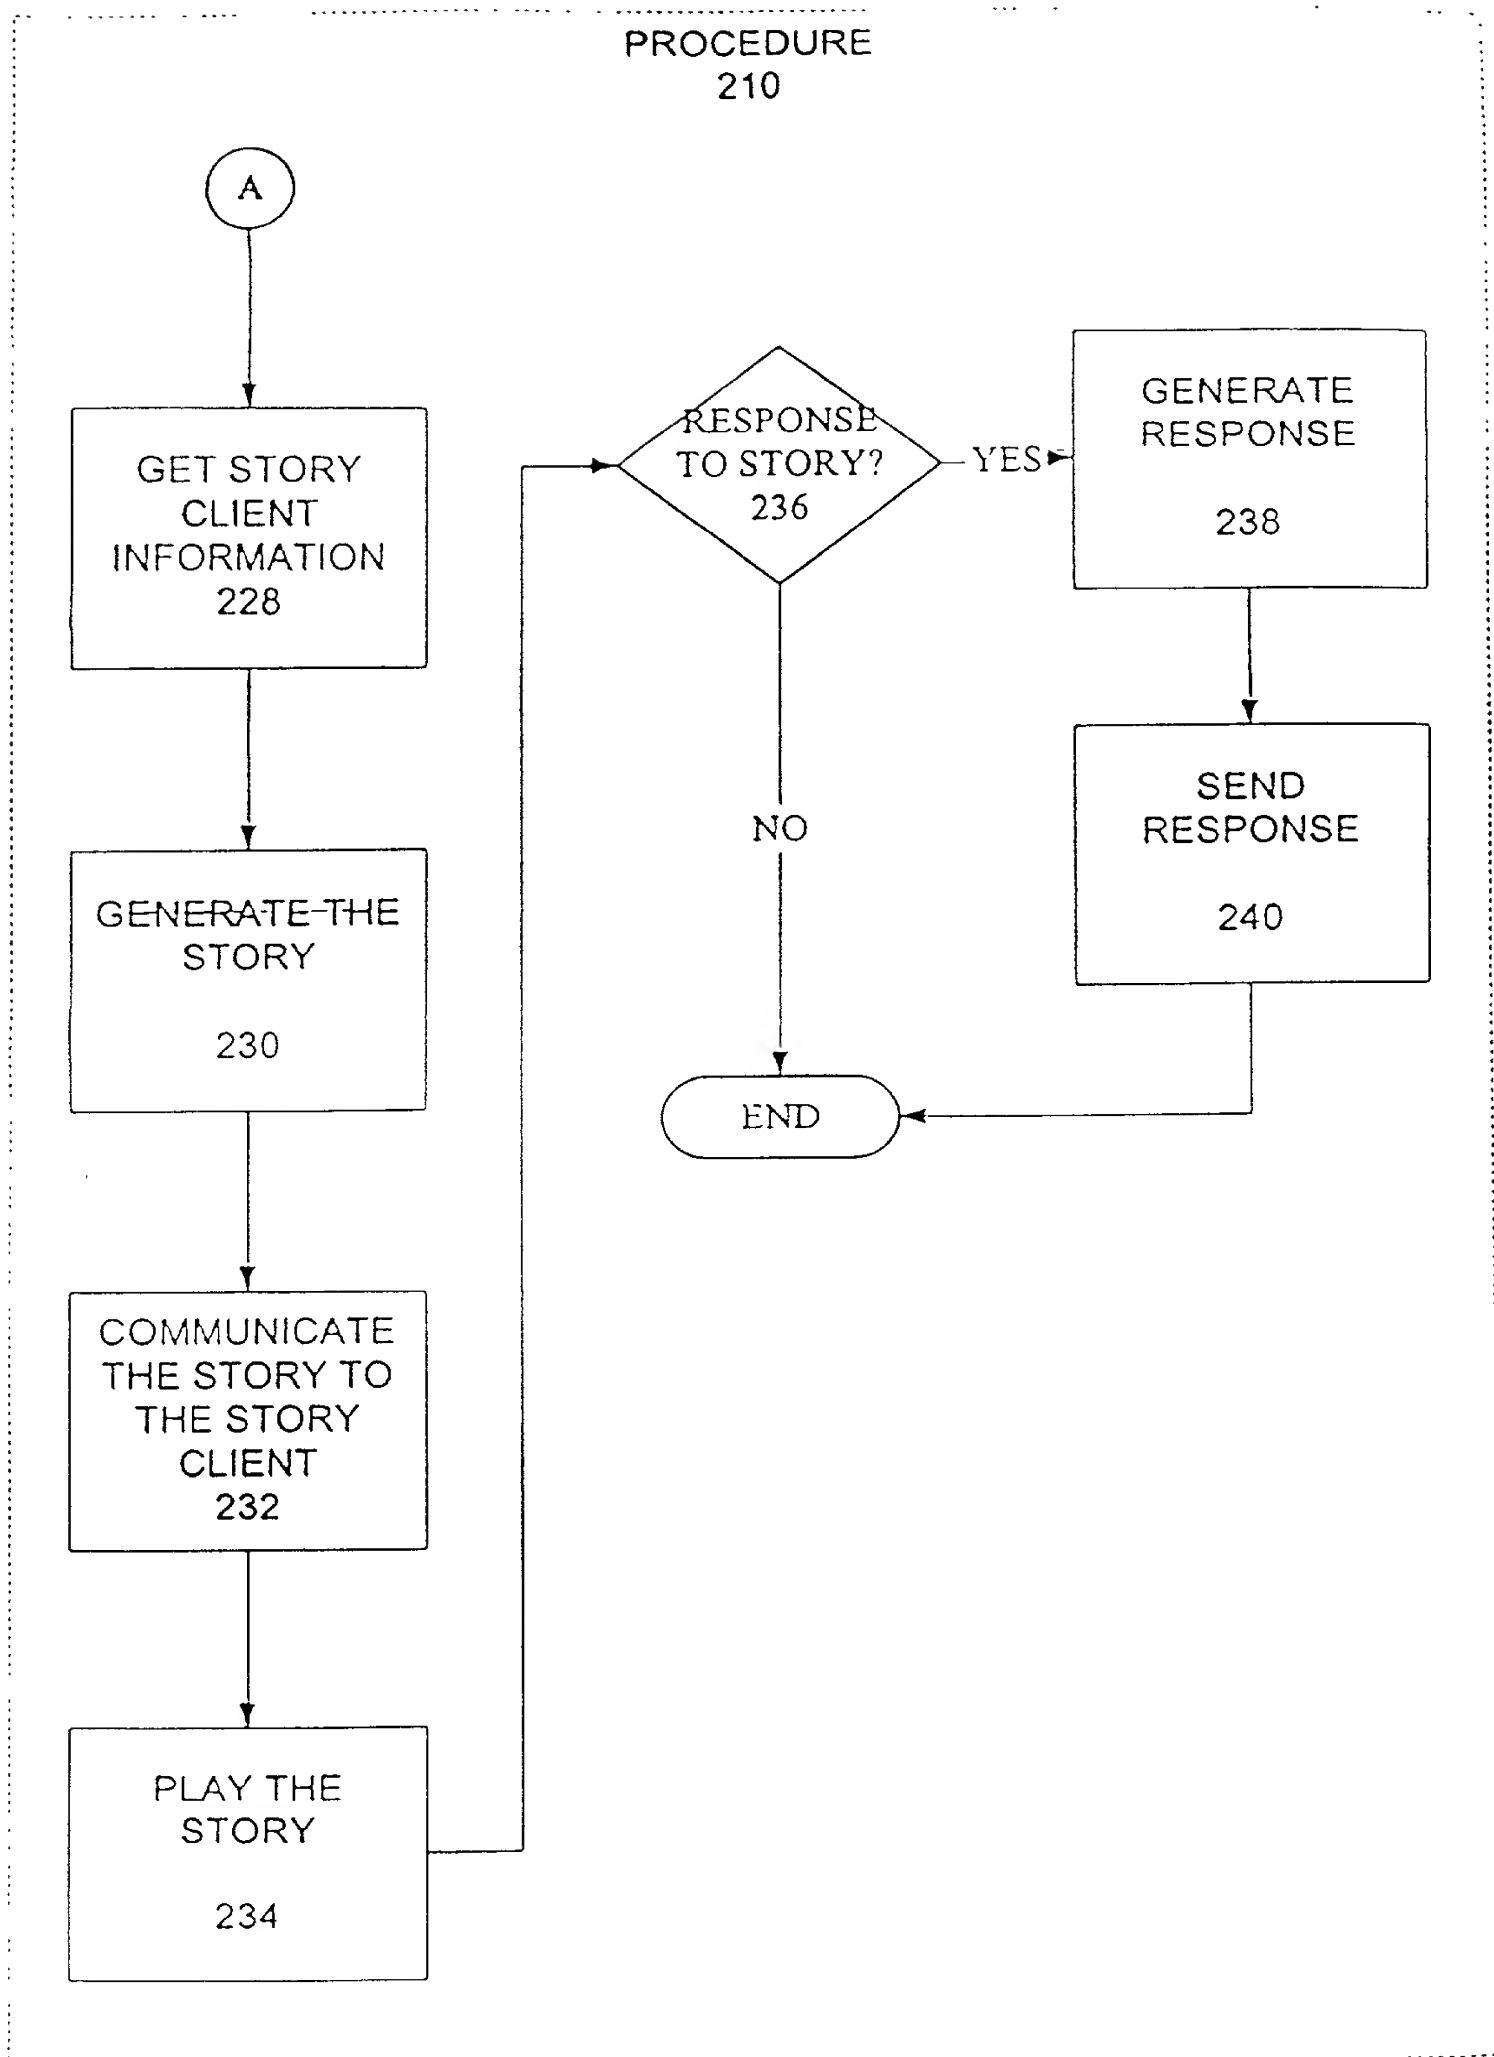 PROCEDURE
210
A
GET STORY
CLIENT
INFORMATION
228
GENERATE THE
STORY
230
COMMUNICATE
THE STORY TO
THE STORY
CLIENT
232
PLAY THE
STORY
234
RESPONSE
TO STORY?
236
YES
NO
GENERATE
RESPONSE
238
SEND
RESPONSE
240
END